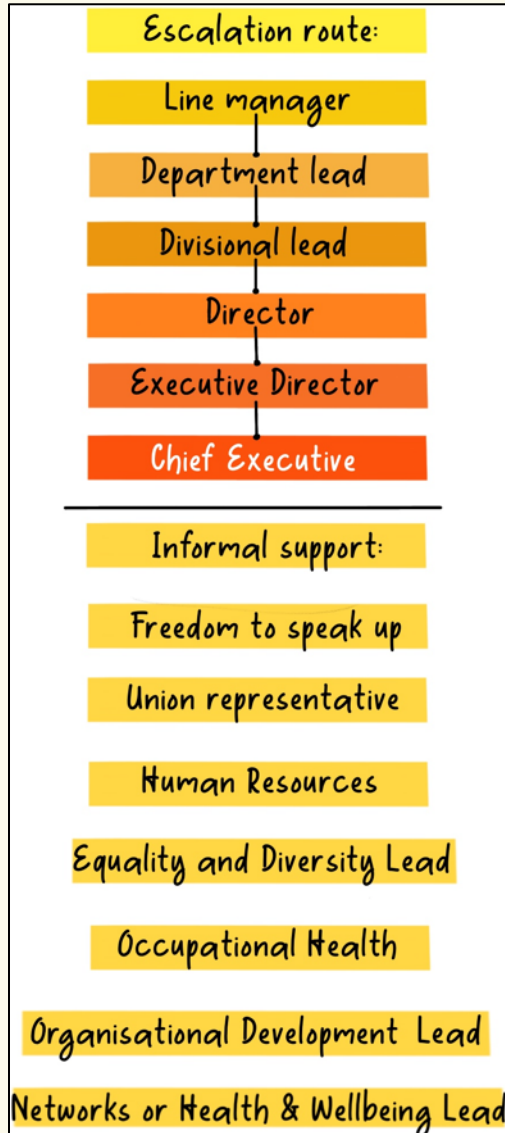 Escalation route:
Line manager
Department lead
Divisional lead
Director
Executive Director
Chief Executive
Informal support:
Freedom to speak up
Union representative
Human Resources
Equality and Diversity Lead
Occupational Health
Organisational Development Lead
Networks or Health & Wellbeing Lead